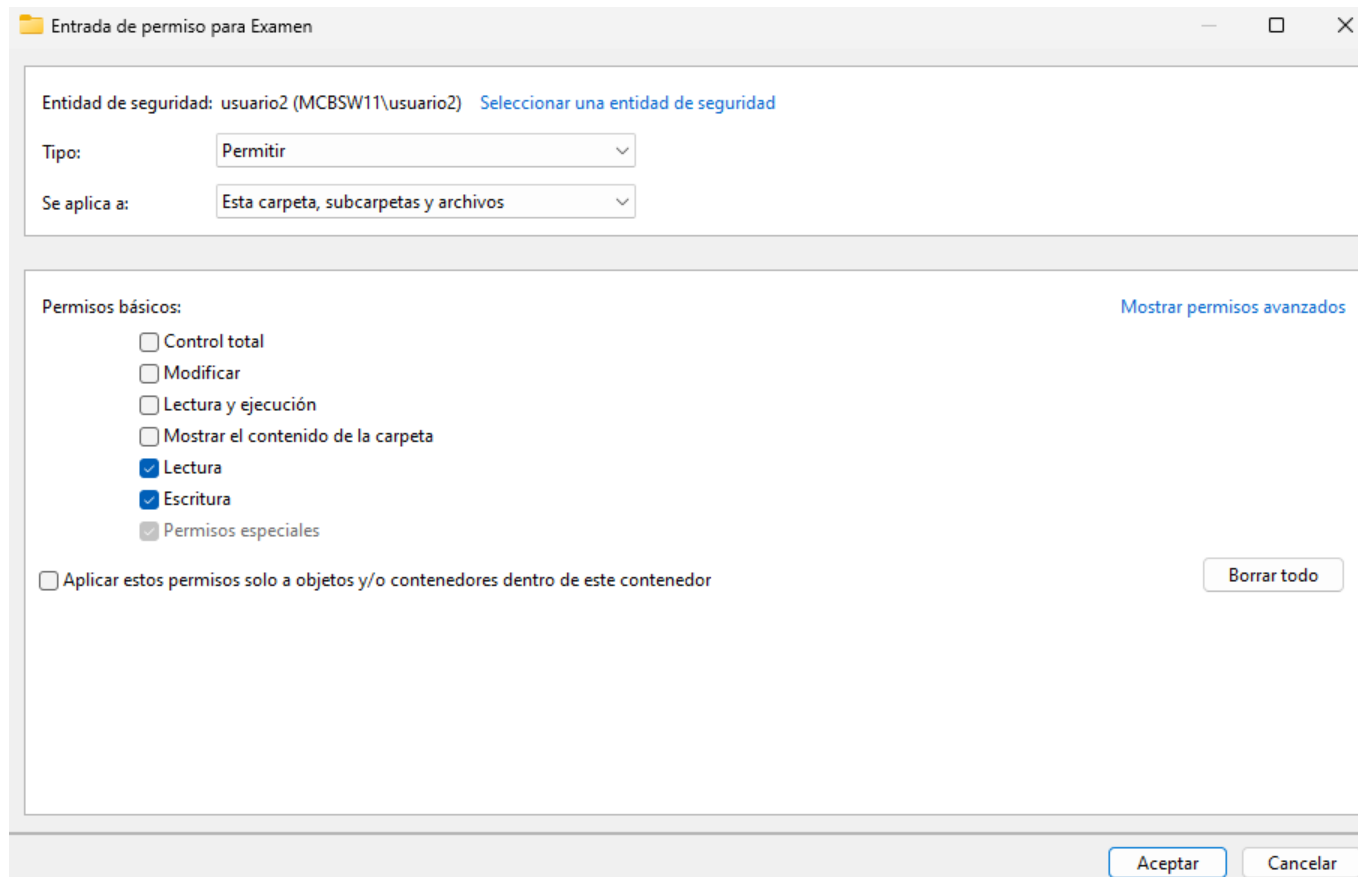 Entrada de permiso para Examen
Entidad de seguridad: usuario2 (MCBSW11\usuario2) Seleccionar una entidad de seguridad
Tipo: Permitir
Se aplica a: Esta carpeta, subcarpetas y archivos
Permisos básicos: Mostrar permisos avanzados
Control total
Modificar
Lectura y ejecución
Mostrar el contenido de la carpeta
Lectura
Escritura
Permisos especiales
Aplicar estos permisos solo a objetos y/o contenedores dentro de este contenedor Borrar todo
Aceptar Cancelar